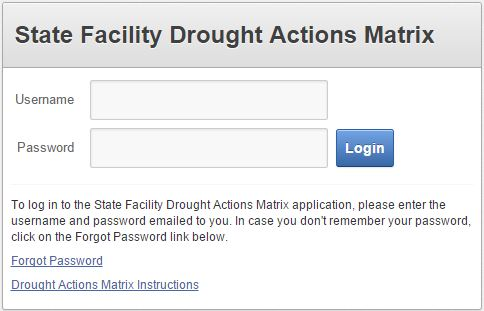 State Facility Drought Actions Matrix
Username
Password
Login
To log in to the State Facility Drought Actions Matrix application, please enter the
username and password emailed to you. In case you don't remember your password,
click on the Forgot Password link below.
Forgot Password
Drought Actions Matrix Instructions